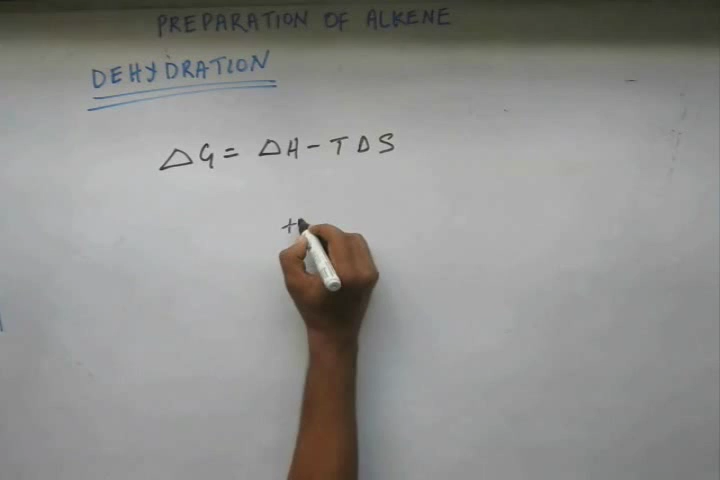 PREPARATION OF ALKENE
DEHYDRATION
ΔG = ΔH - TΔS
+